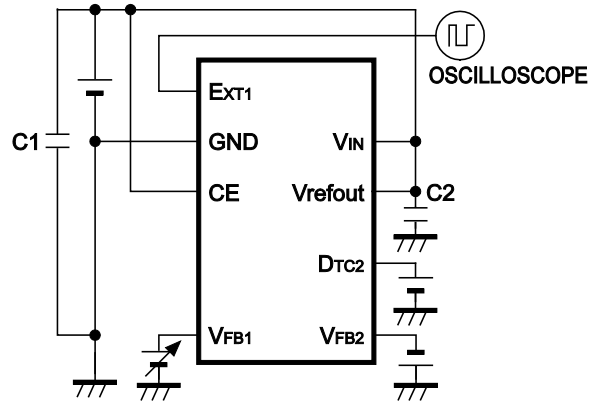 OSCILLOSCOPE
EXT1
C1
GND
VIN
CE
Vrefout
C2
DTC2
VFB1
VFB2